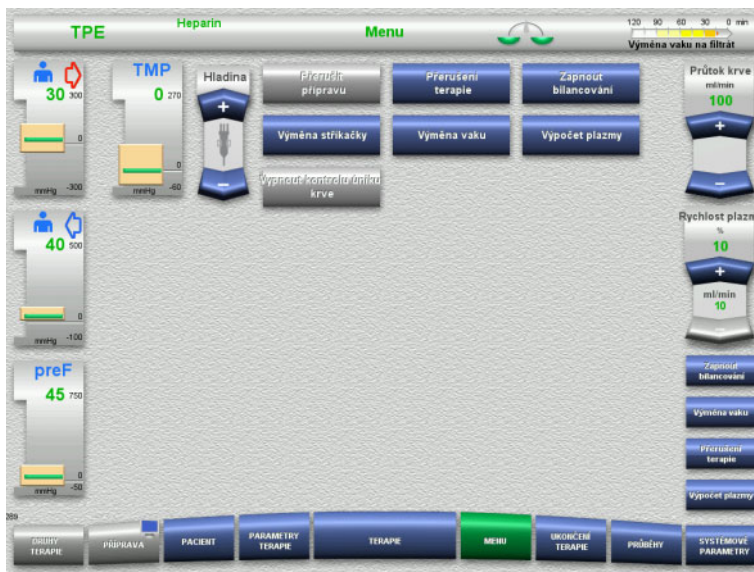 TPE
Heparin
Menu
120 90 60 30 0 min
Výměna vaku na filtrát
30 300
0
-300
mmHg
TMP
0 270
0
-60
mmHg
Hladina
+
−
Přerušit
přípravu
Přerušení
terapie
Zapnout
bilancování
Výměna stříkačky
Výměna vaku
Výpočet plazmy
Vypnout kontrolu úniku
krve
Průtok krve
ml/min
100
+
−
40 500
0
-100
mmHg
Rychlost plazm
%
10
+
ml/min
10
−
preF
45 750
0
-50
mmHg
Zapnout
bilancování
Výměna vaku
Přerušení
terapie
Výpočet plazmy
289
DRUHY
TERAPIE
PŘÍPRAVA
PACIENT
PARAMETRY
TERAPIE
TERAPIE
MENU
UKONČENÍ
TERAPIE
PRŮBĚHY
SYSTÉMOVÉ
PARAMETRY